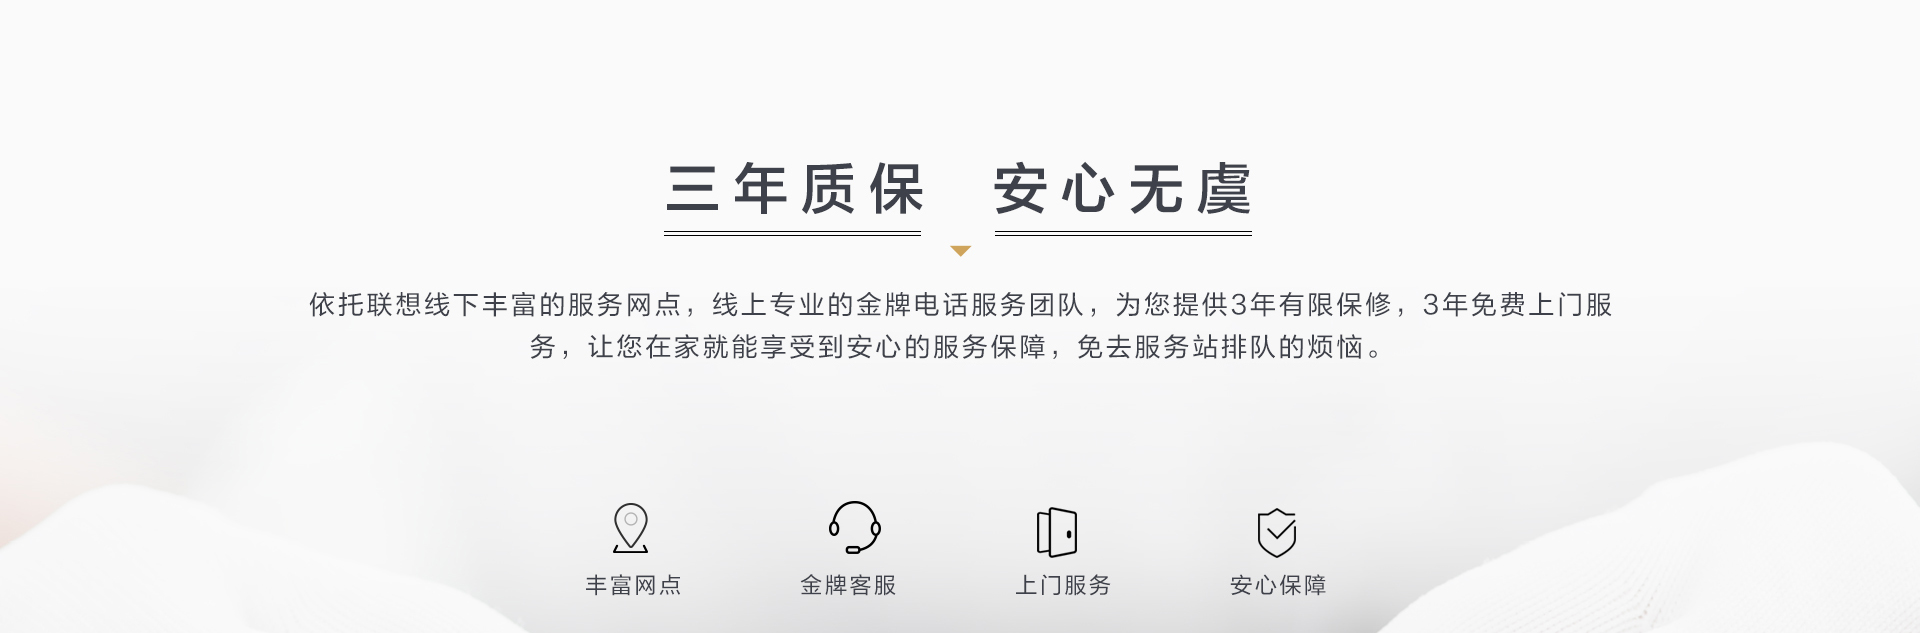 三年质保 安心无虞
依托联想线下丰富的服务网点，线上专业的金牌电话服务团队，为您提供3年有限保修，3年免费上门服
务，让您在家就能享受到安心的服务保障，免去服务站排队的烦恼。
丰富网点 金牌客服 上门服务 安心保障